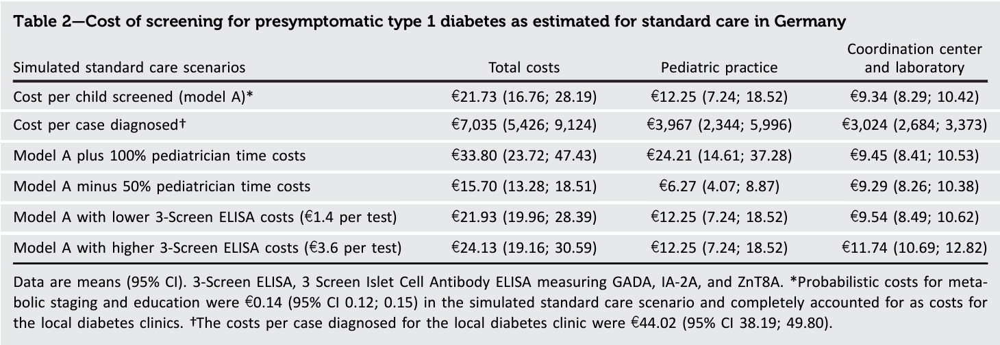 Table 2—Cost of screening for presymptomatic type 1 diabetes as estimated for standard care in Germany
Coordination center
Simulated standard care scenarios Total costs Pediatric practice and laboratory
Cost per child screened (model A)* €21.73 (16.76; 28.19) €12.25 (7.24; 18.52) €9.34 (8.29; 10.42)
Cost per case diagnosed† €7,035 (5,426; 9,124) €3,967 (2,344; 5,996) €3,024 (2,684; 3,373)
Model A plus 100% pediatrician time costs €33.80 (23.72; 47.43) €24.21 (14.61; 37.28) €9.45 (8.41; 10.53)
Model A minus 50% pediatrician time costs €15.70 (13.28; 18.51) €6.27 (4.07; 8.87) €9.29 (8.26; 10.38)
Model A with lower 3-Screen ELISA costs (€1.4 per test) €21.93 (19.96; 28.39) €12.25 (7.24; 18.52) €9.54 (8.49; 10.62)
Model A with higher 3-Screen ELISA costs (€3.6 per test) €24.13 (19.16; 30.59) €12.25 (7.24; 18.52) €11.74 (10.69; 12.82)
Data are means (95% CI). 3-Screen ELISA, 3 Screen Islet Cell Antibody ELISA measuring GADA, IA-2A, and ZnT8A. *Probabilistic costs for meta-
bolic staging and education were €0.14 (95% CI 0.12; 0.15) in the simulated standard care scenario and completely accounted for as costs for
the local diabetes clinics. †The costs per case diagnosed for the local diabetes clinic were €44.02 (95% CI 38.19; 49.80).